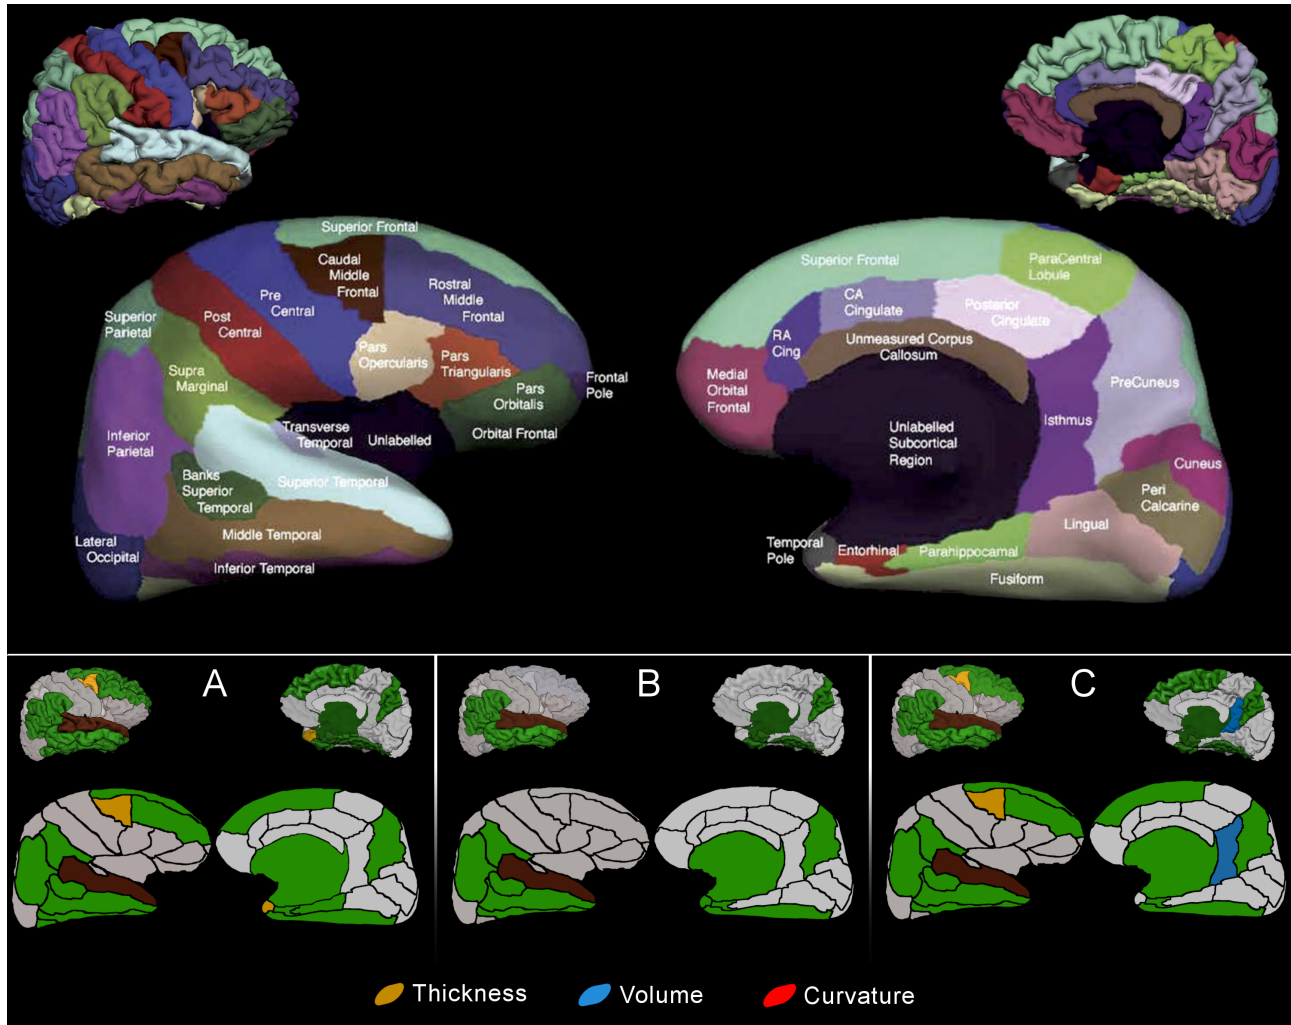 Superior Frontal
Caudal
Middle
Frontal
Rostral
Middle
Frontal
Pre
Central
Post
Central
Superior
Parietal
Supra
Marginal
Pars
Opercularis
Pars
Triangularis
Pars
Orbitalis
Frontal
Pole
Orbital Frontal
Inferior
Parietal
Transverse
Temporal
Unlabelled
Banks
Superior
Temporal
Superior Temporal
Middle Temporal
Lateral
Occipital
Inferior Temporal
Superior Frontal
ParaCentral
Lobule
CA
Cingulate
Posterior
Cingulate
RA
Cing
Unmeasured Corpus
Callosum
Medial
Orbital
Frontal
PreCuneus
Isthmus
Unlabelled
Subcortical
Region
Cuneus
Peri
Calcarine
Lingual
Temporal
Pole
Entorhinal
Parahippocamal
Fusiform
A
B
C
Thickness
Volume
Curvature